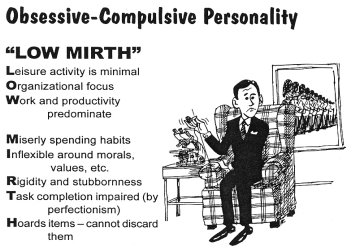 Obsessive-Compulsive Personality
“LOW MIRTH”
Leisure activity is minimal
Organizational focus
Work and productivity
predominate
Miserly spending habits
Inflexible around morals,
values, etc.
Rigidity and stubbornness
Task completion impaired (by
perfectionism)
Hoards items – cannot discard
them